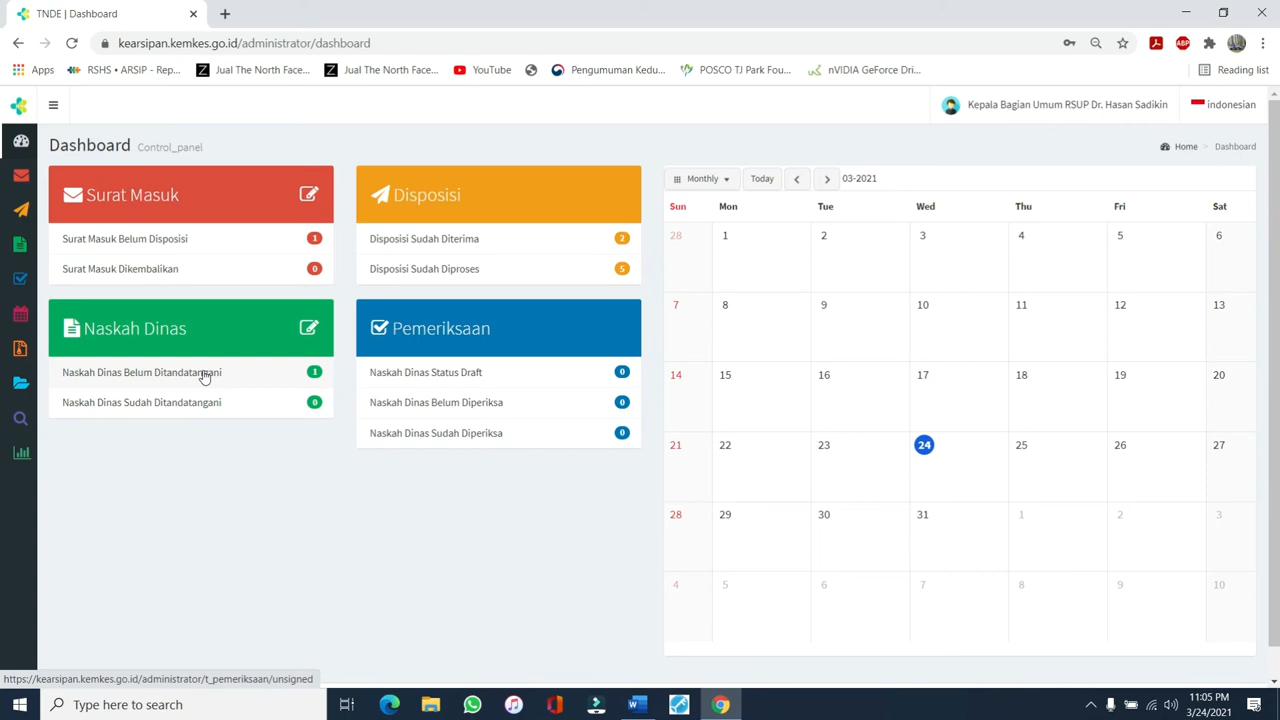 TNDE | Dashboard
kearsipan.kemkes.go.id/administrator/dashboard
Apps
RSHS • ARSIP - Rep...
Jual The North Face...
Jual The North Face...
YouTube
Pengumuman Kedu...
POSCO TJ Park Fou...
nVIDIA GeForce Dri...
Reading list
Kepala Bagian Umum RSUP Dr. Hasan Sadikin
indonesian
Dashboard Control_panel
Home > Dashboard
Surat Masuk
Surat Masuk Belum Disposisi 1
Surat Masuk Dikembalikan 0
Disposisi
Disposisi Sudah Diterima 2
Disposisi Sudah Diproses 5
Naskah Dinas
Naskah Dinas Belum Ditandatangani 1
Naskah Dinas Sudah Ditandatangani 0
Pemeriksaan
Naskah Dinas Status Draft 0
Naskah Dinas Belum Diperiksa 0
Naskah Dinas Sudah Diperiksa 0
Monthly Today 03-2021
Sun Mon Tue Wed Thu Fri Sat
28 1 2 3 4 5 6
7 8 9 10 11 12 13
14 15 16 17 18 19 20
21 22 23 24 25 26 27
28 29 30 31 1 2 3
4 5 6 7 8 9 10
https://kearsipan.kemkes.go.id/administrator/t_pemeriksaan/unsigned
Type here to search
11:05 PM
3/24/2021